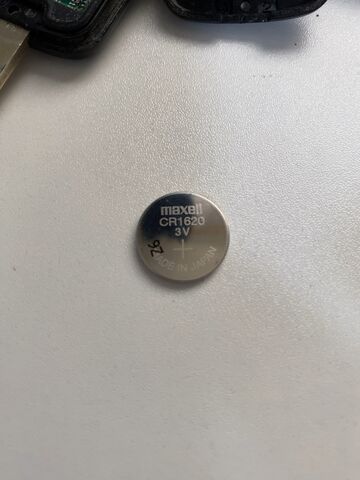 maxell
CR1620
3V
+
MADE IN JAPAN